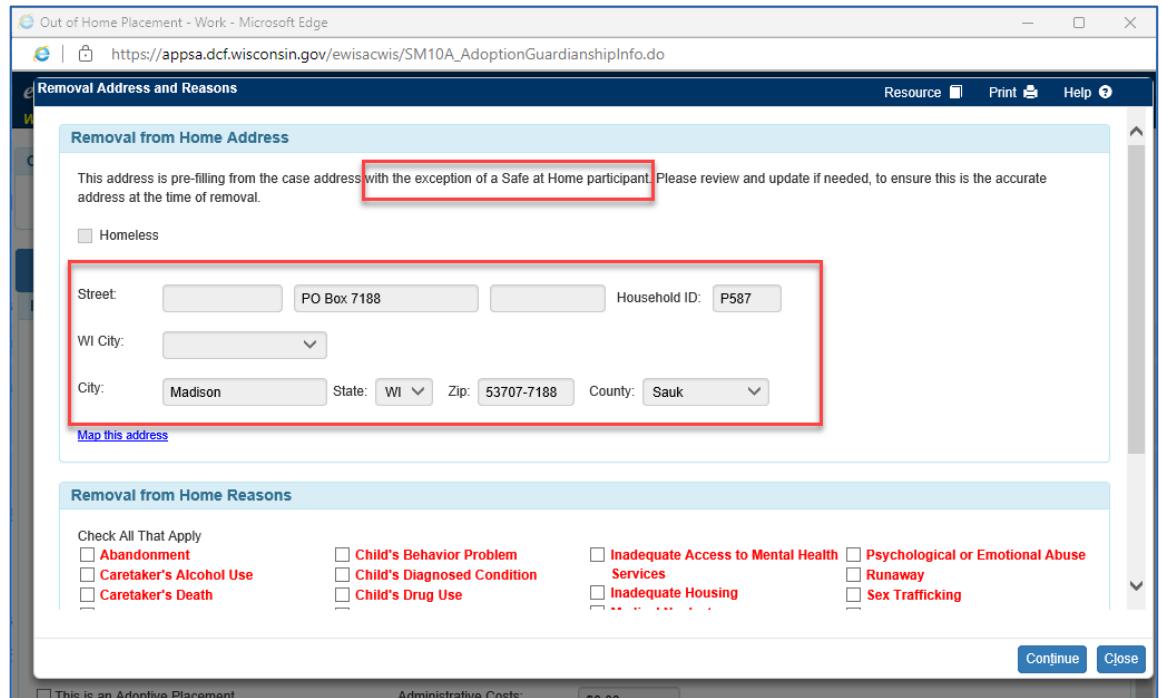 Out of Home Placement - Work - Microsoft Edge
https://appsa.dcf.wisconsin.gov/ewisacwis/SM10A_AdoptionGuardianshipInfo.do
Removal Address and Reasons Resource Print Help
Removal from Home Address
This address is pre-filling from the case address with the exception of a Safe at Home participant. Please review and update if needed, to ensure this is the accurate
address at the time of removal.
Homeless
Street: PO Box 7188 Household ID: P587
WI City:
City: Madison State: WI Zip: 53707-7188 County: Sauk
Map this address
Removal from Home Reasons
Check All That Apply
Abandonment Child's Behavior Problem Inadequate Access to Mental Health Psychological or Emotional Abuse
Caretaker's Alcohol Use Child's Diagnosed Condition Services Runaway
Caretaker's Death Child's Drug Use Inadequate Housing Sex Trafficking
Continue Close
This is an Adoptive Placement Administrative Costs: